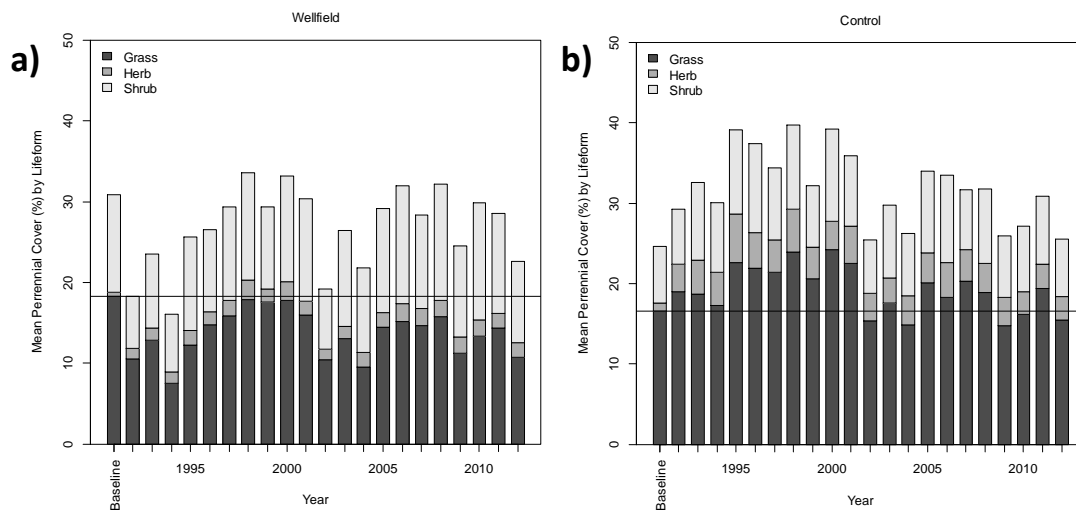 Wellfield
a)
Grass
Herb
Shrub
Mean Perrennial Cover (%) by Lifeform
0
10
20
30
40
50
Baseline
1995
2000
2005
2010
Year
Control
b)
Grass
Herb
Shrub
Mean Perrennial Cover (%) by Lifeform
0
10
20
30
40
50
Baseline
1995
2000
2005
2010
Year